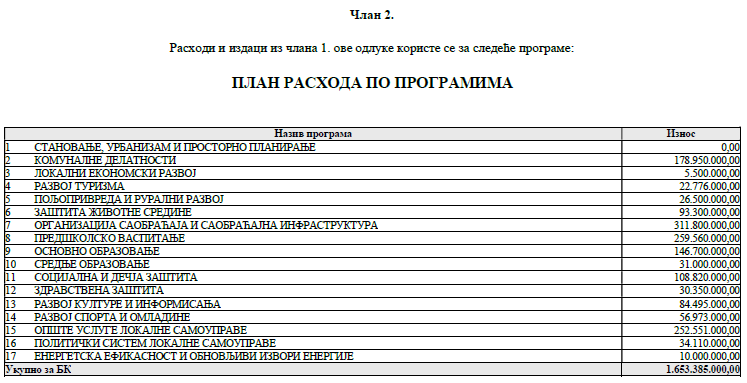 Члан 2.
Расходи и издаци из члана 1. ове одлуке користе се за следеће програме:
ПЛАН РАСХОДА ПО ПРОГРАМИМА
Назив програма Износ
1 СТАНОВАЊЕ, УРБАНИЗАМ И ПРОСТОРНО ПЛАНИРАЊЕ 0,00
2 КОМУНАЛНЕ ДЕЛАТНОСТИ 178.950.000,00
3 ЛОКАЛНИ ЕКОНОМСКИ РАЗВОЈ 5.500.000,00
4 РАЗВОЈ ТУРИЗМА 22.776.000,00
5 ПОЉОПРИВРЕДА И РУРАЛНИ РАЗВОЈ 26.500.000,00
6 ЗАШТИТА ЖИВОТНЕ СРЕДИНЕ 93.300.000,00
7 ОРГАНИЗАЦИЈА САОБРАЋАЈА И САОБРАЋАЈНА ИНФРАСТРУКТУРА 311.800.000,00
8 ПРЕДШКОЛСКО ВАСПИТАЊЕ 259.560.000,00
9 ОСНОВНО ОБРАЗОВАЊЕ 146.700.000,00
10 СРЕДЊЕ ОБРАЗОВАЊЕ 31.000.000,00
11 СОЦИЈАЛНА И ДЕЧЈА ЗАШТИТА 108.820.000,00
12 ЗДРАВСТВЕНА ЗАШТИТА 30.350.000,00
13 РАЗВОЈ КУЛТУРЕ И ИНФОРМИСАЊА 84.495.000,00
14 РАЗВОЈ СПОРТА И ОМЛАДИНЕ 56.973.000,00
15 ОПШТЕ УСЛУГЕ ЛОКАЛНЕ САМОУПРАВЕ 252.551.000,00
16 ПОЛИТИЧКИ СИСТЕМ ЛОКАЛНЕ САМОУПРАВЕ 34.110.000,00
17 ЕНЕРГЕТСКА ЕФИКАСНОСТ И ОБНОВЉИВИ ИЗВОРИ ЕНЕРГИЈЕ 10.000.000,00
Укупно за БК 1.653.385.000,00